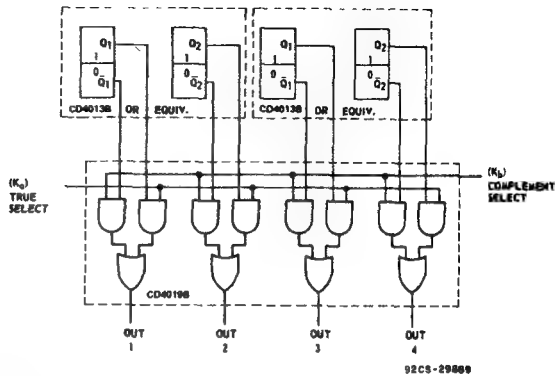 Q1 Q2 Q1 Q2
1 1 1 1
0 0 0 0
Q̄1 Q̄2 Q̄1 Q̄2
CD4013B OR EQUIV. CD4013B OR EQUIV.
(Ka)
TRUE
SELECT
(Kb)
COMPLEMENT
SELECT
CD4019B
OUT OUT OUT OUT
1 2 3 4
92CS-29889